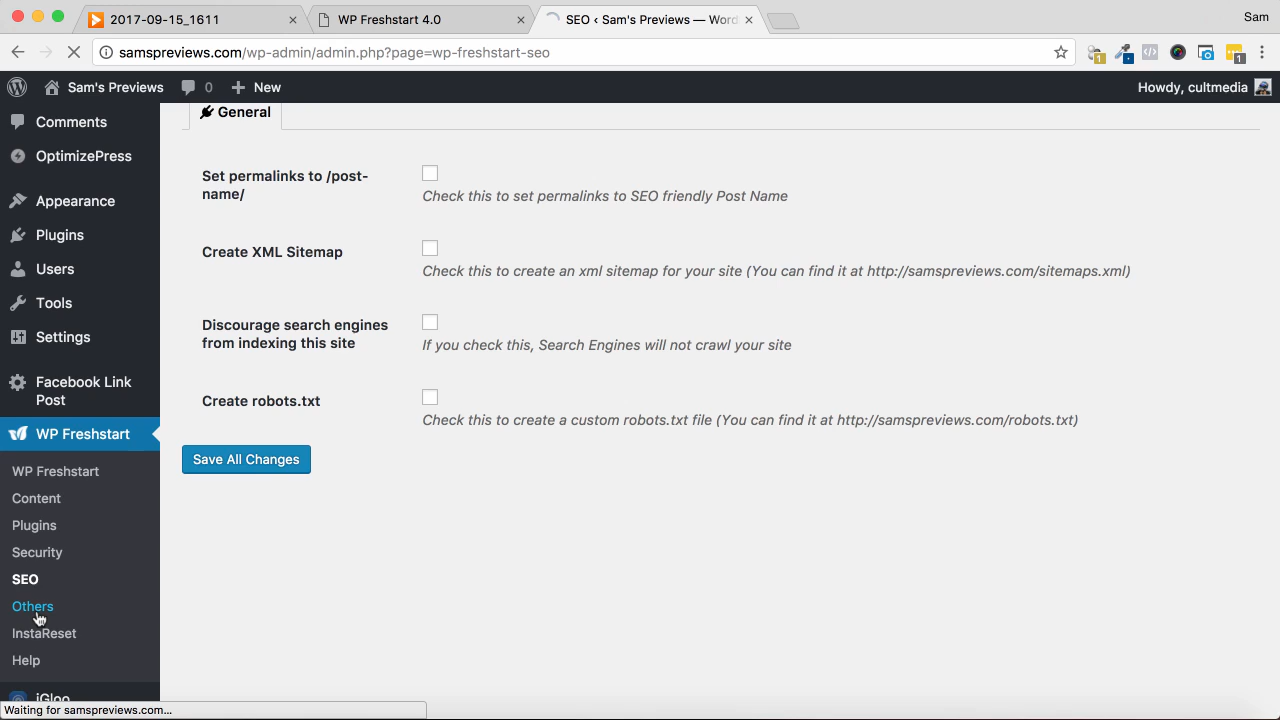 2017-09-15_1611
WP Freshstart 4.0
SEO ‹ Sam's Previews — Word
Sam
samspreviews.com/wp-admin/admin.php?page=wp-freshstart-seo
1
1
Sam's Previews
0
New
Howdy, cultmedia
Comments
OptimizePress
Appearance
Plugins
Users
Tools
Settings
Facebook Link
Post
WP Freshstart
WP Freshstart
Content
Plugins
Security
SEO
Others
InstaReset
Help
iGloo
General
Set permalinks to /post-
name/
Check this to set permalinks to SEO friendly Post Name
Create XML Sitemap
Check this to create an xml sitemap for your site (You can find it at http://samspreviews.com/sitemaps.xml)
Discourage search engines
from indexing this site
If you check this, Search Engines will not crawl your site
Create robots.txt
Check this to create a custom robots.txt file (You can find it at http://samspreviews.com/robots.txt)
Save All Changes
Waiting for samspreviews.com...